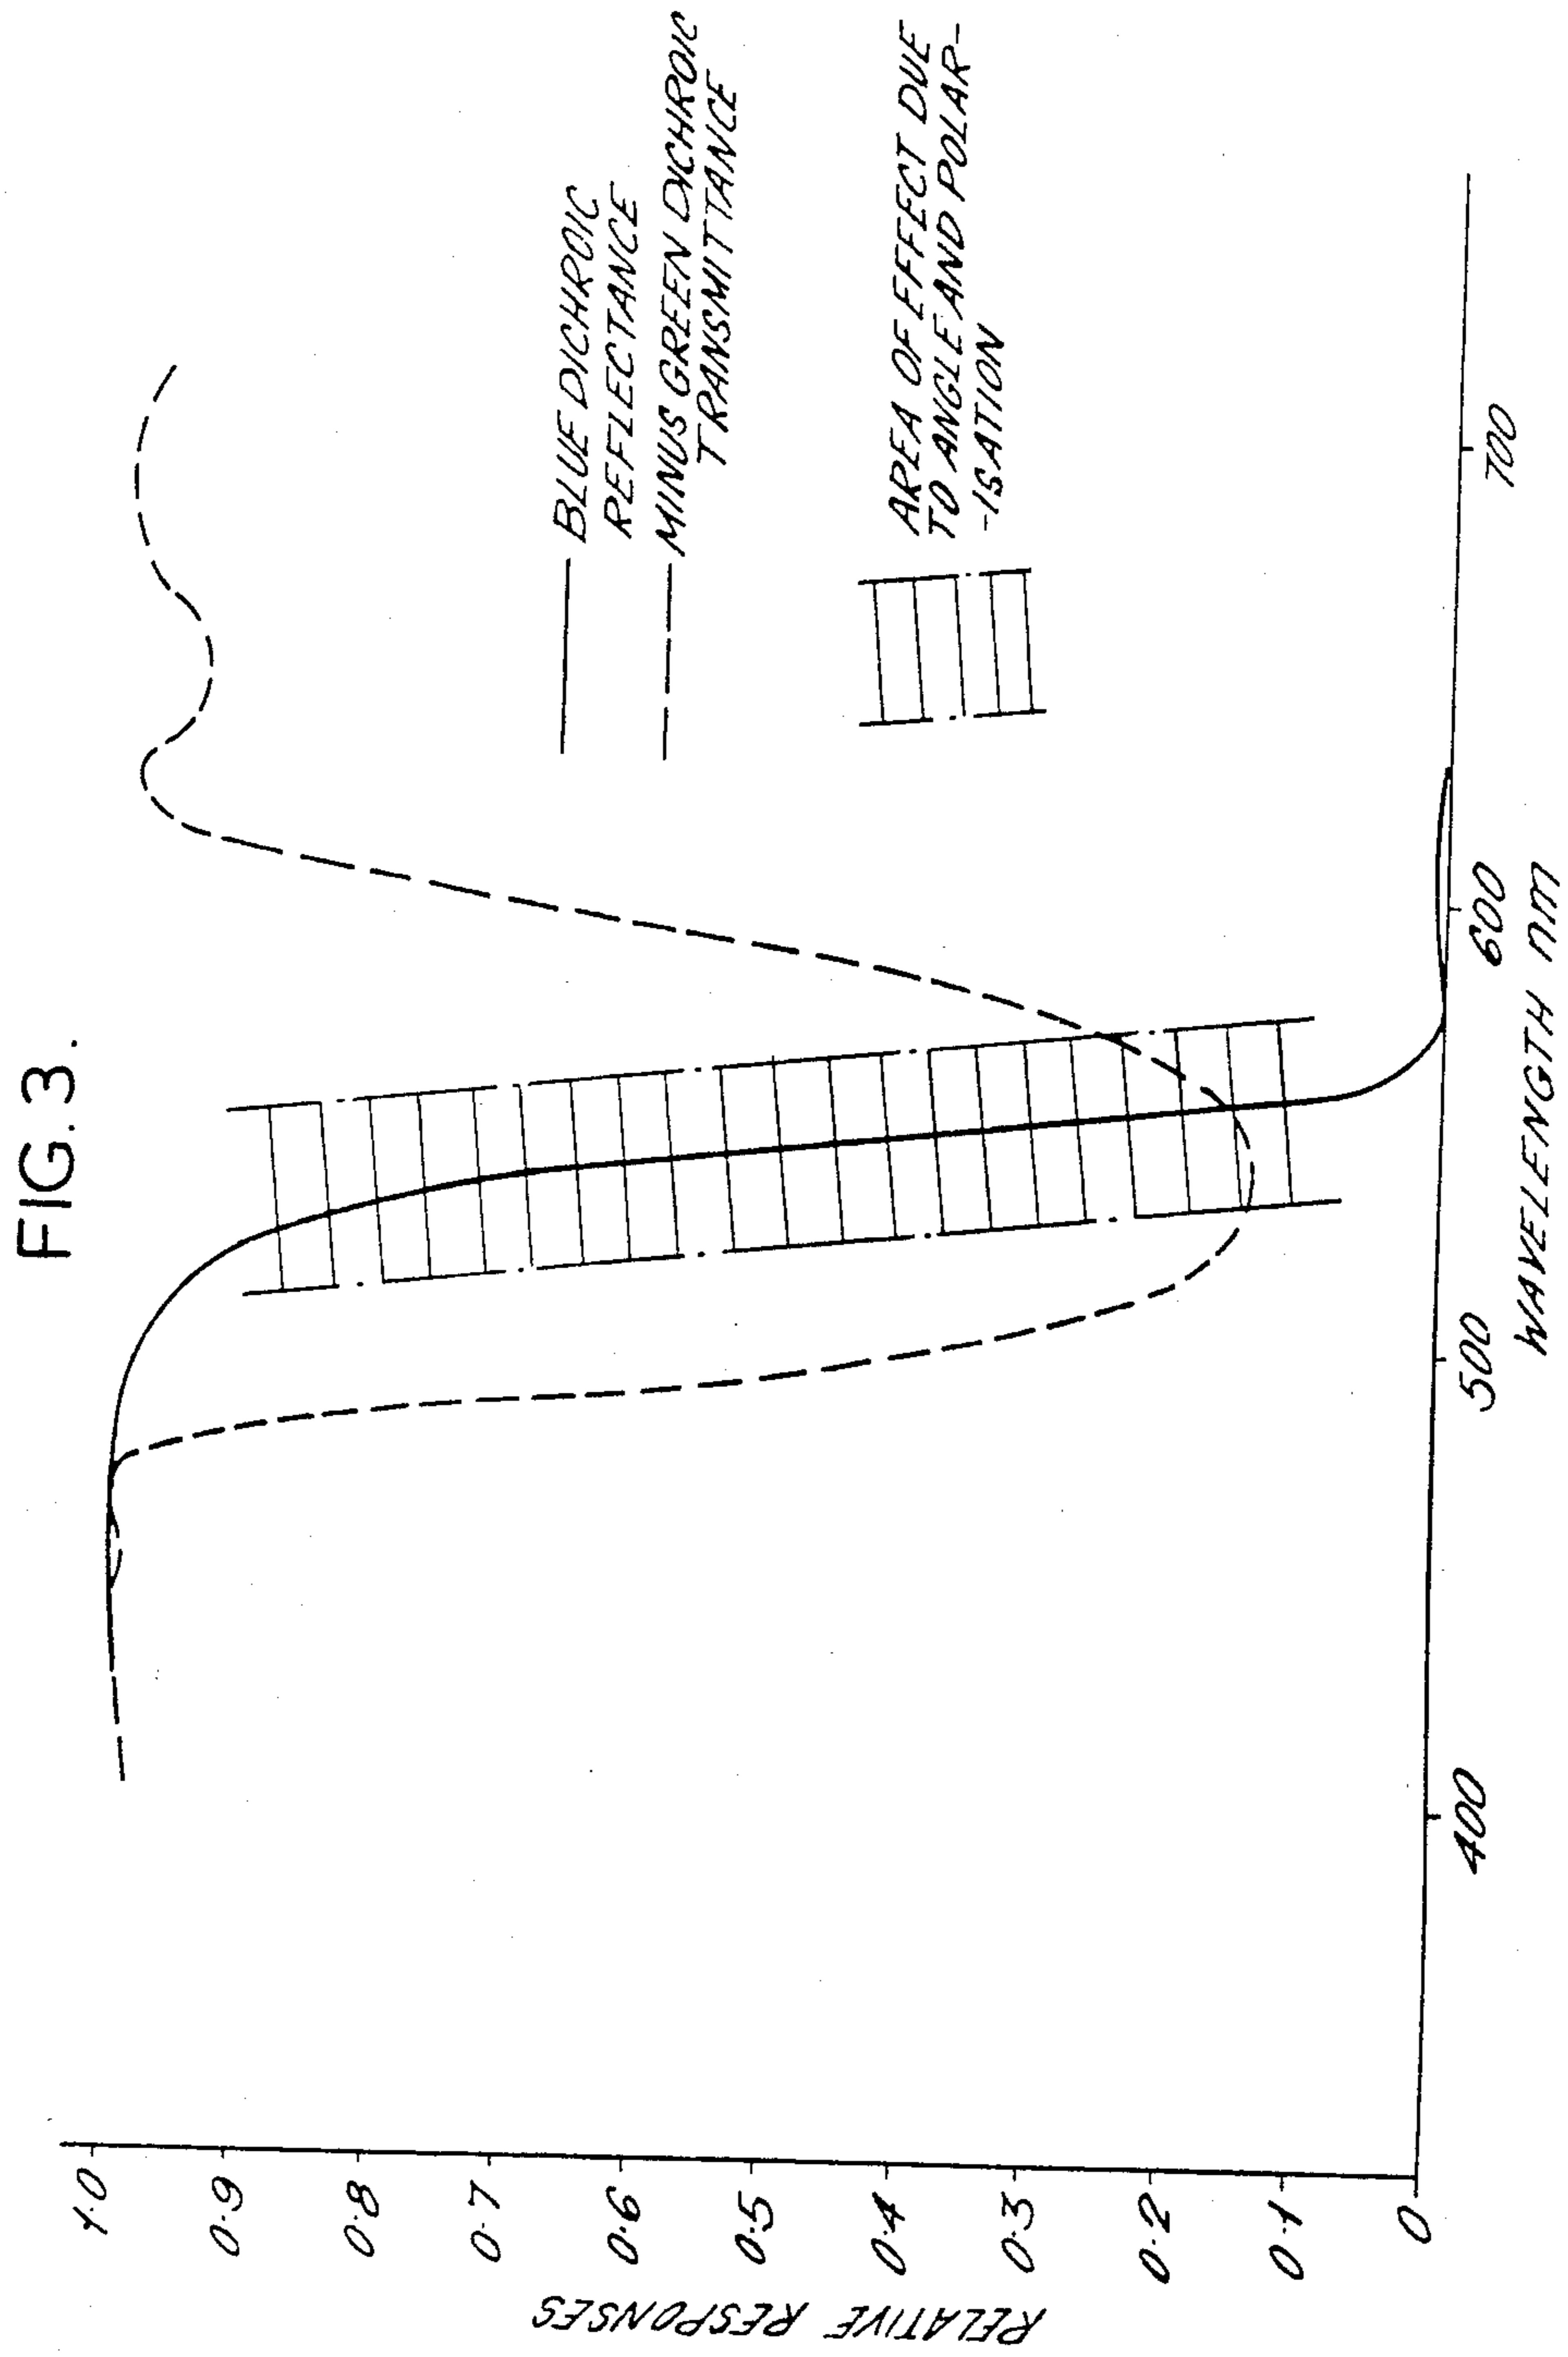 FIG.3.
BLUE DICHROIC
REFLECTANCE
MINUS GREEN DICHROIC
TRANSMITTANCE
AREA OF EFFECT DUE
TO ANGLE AND POLAR-
-ISATION
RELATIVE RESPONSES
1.0
0.9
0.8
0.7
0.6
0.5
0.4
0.3
0.2
0.1
0
400
500
600
700
WAVELENGTH nm